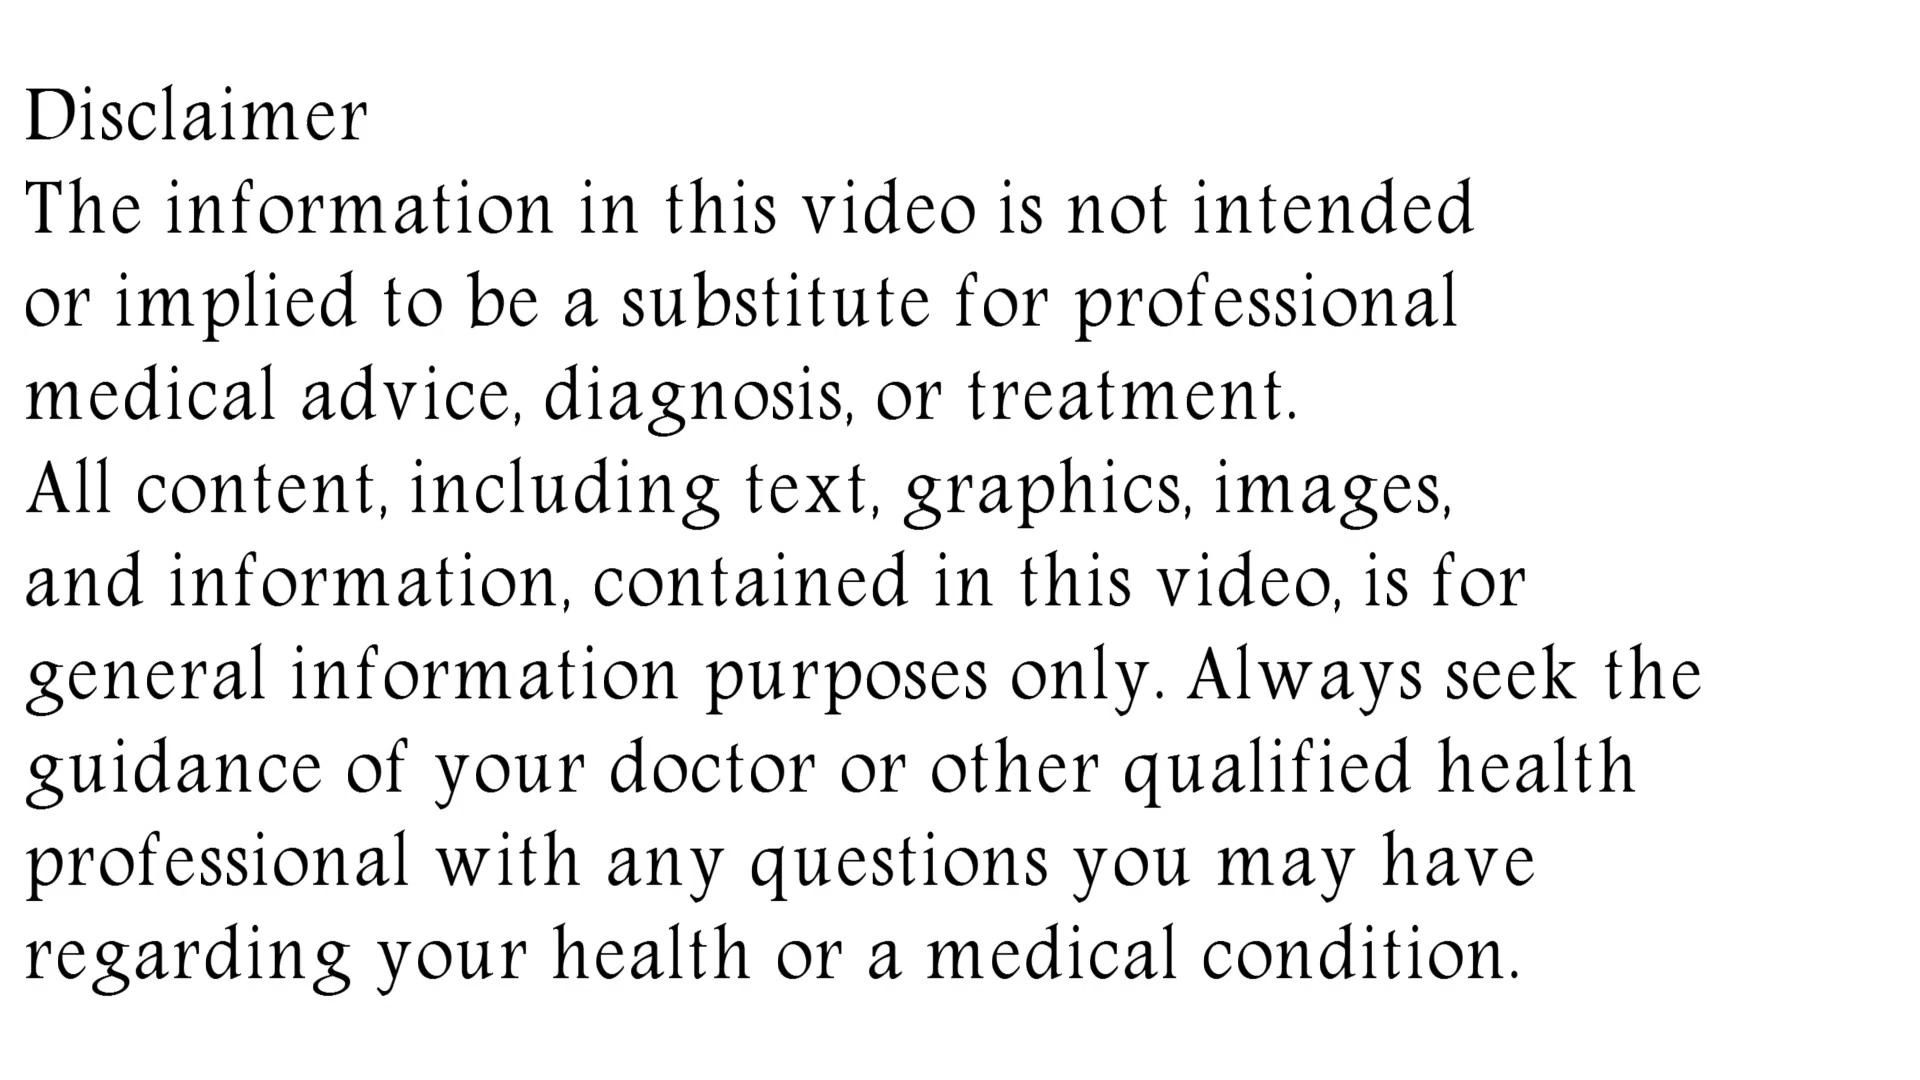 Disclaimer
The information in this video is not intended
or implied to be a substitute for professional
medical advice, diagnosis, or treatment.
All content, including text, graphics, images,
and information, contained in this video, is for
general information purposes only. Always seek the
guidance of your doctor or other qualified health
professional with any questions you may have
regarding your health or a medical condition.